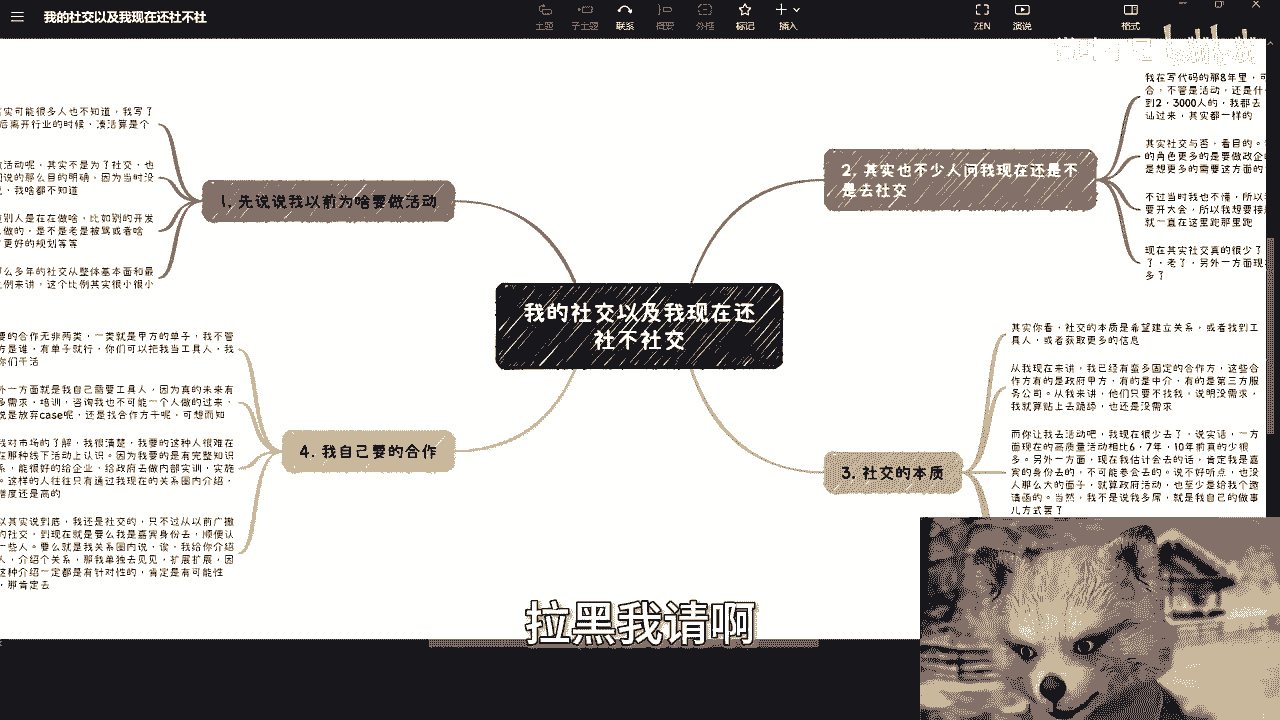 我的社交以及我现在还社不社
主题
子主题
联系
概要
外框
标记
插入
ZEN
演说
格式
实可能很多人也不知道，我写了
后离开行业的时候，凑活算是个
活动呢，其实不是为了社交，也
说的那么目的明确，因为当时没
，我啥都不知道
别人是在在做啥，比如别的开发
做的，是不是老是被骂或者啥
更好的规划等等
么多年的社交从整体基本面和最
例来讲，这个比例其实很小很小
1. 先说说我以前为啥要做活动
我的社交以及我现在还
社不社交
2. 其实也不少人问我现在还是不
是去社交
我在写代码的那8年里，可
合，不管是活动，还是什
到2，3000人的，我都去
讪过来，其实都一样的
其实社交与否，看目的。
的角色更多的是要做政企
是想更多的需要这方面的
不过当时我也不懂，所以
要开大会，所以我想要接
就一直在这里跑那里跑
现在其实社交真的很少了
了，老了，另外一方面现
多了
3. 社交的本质
其实你看，社交的本质是希望建立关系，或者找到工
具人，或者获取更多的信息
从我现在来讲，我已经有蛮多固定的合作方，这些合
作方有的是政府甲方，有的是中介，有的是第三方服
务公司。从我来讲，他们只要不找我，说明没需求，
我就算贴上去跪舔，也还是没需求
而你让我去活动吧，我现在很少去了，说实话，一方
面现在的高质量活动相比6-7年，10年前真的少很
多。另外一方面，现在我估计会去的话，肯定我是嘉
宾的身份去的，不可能参会去的。说不好听点，也没
人那么大的面子，就算政府活动，也至少是给我个邀
请函的。当然，我不是说我多屌，就是我自己的做事
儿方式罢了
4. 我自己要的合作
要的合作无非两类，一类就是甲方的单子，我不管
方是谁，有单子就行，你们可以把我当工具人，我
你们干活
外一方面就是我自己需要工具人，因为真的未来有
多需求，培训，咨询我也不可能一个人做的过来，
说是放弃case呢，还是找合作方干呢，可想而知
我对市场的了解，我很清楚，我要的这种人很难在
在那种线下活动上认识。因为我要的是有完整知识
系，能很好的给企业，给政府去做内部实训，实施
。这样的人往往只有通过我现在的关系圈内介绍，
谱度还是高的
以其实说到底，我还是社交的，只不过从以前广撒
的社交，到现在就是要么我是嘉宾身份去，顺便认
一些人。要么就是我关系圈内说，诶，我给你介绍
人，介绍个关系，那我单独去见见，扩展扩展，因
这种介绍一定都是有针对性的，肯定是有可能性
，那肯定去
拉黑我请啊